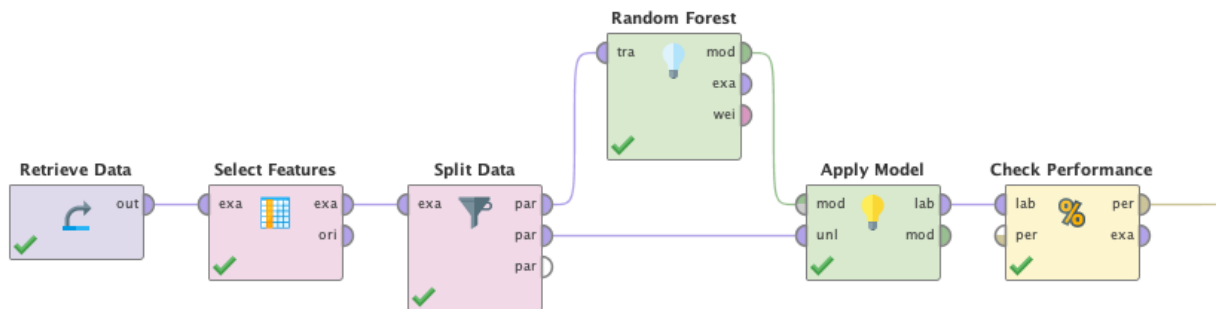 Random Forest
tra mod
exa
wei
Retrieve Data
out
Select Features
exa exa
ori
Split Data
exa par
par
par
Apply Model
mod lab
unl mod
Check Performance
lab per
per exa
%